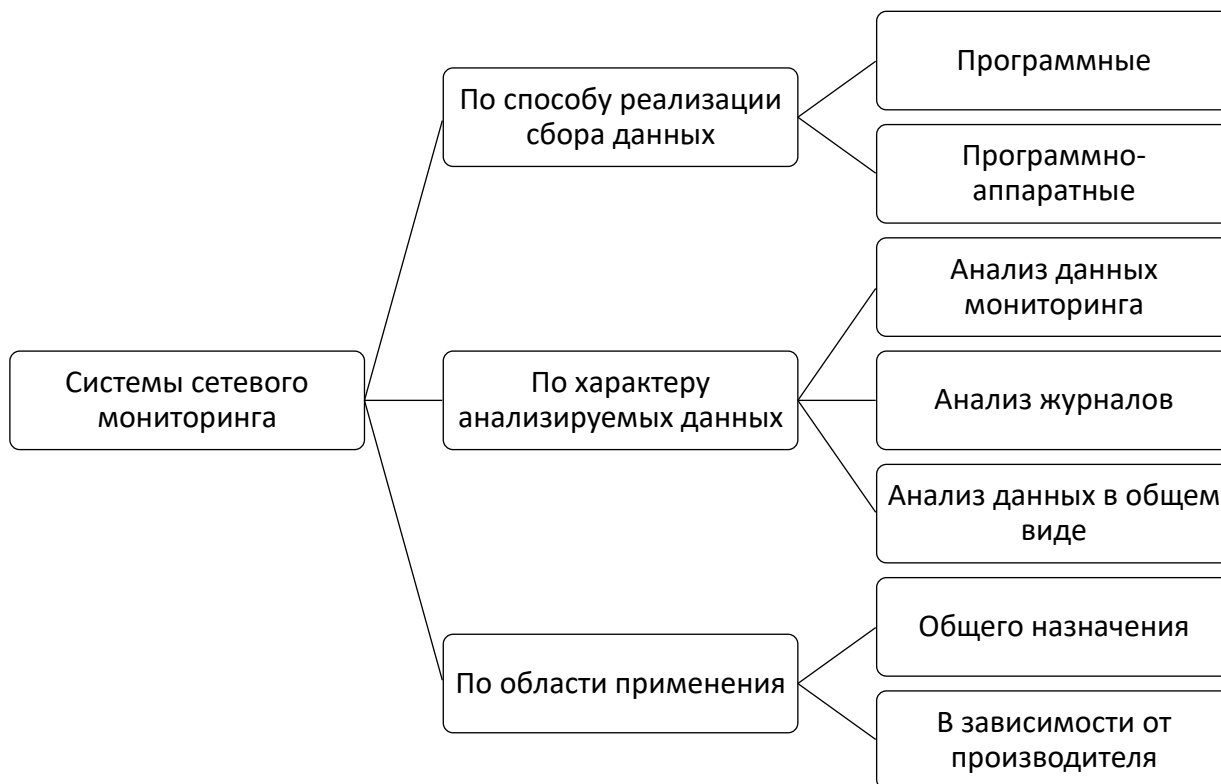 Системы сетевого
мониторинга
По способу реализации
сбора данных
Программные
Программно-
аппаратные
По характеру
анализируемых данных
Анализ данных
мониторинга
Анализ журналов
Анализ данных в общем
виде
По области применения
Общего назначения
В зависимости от
производителя